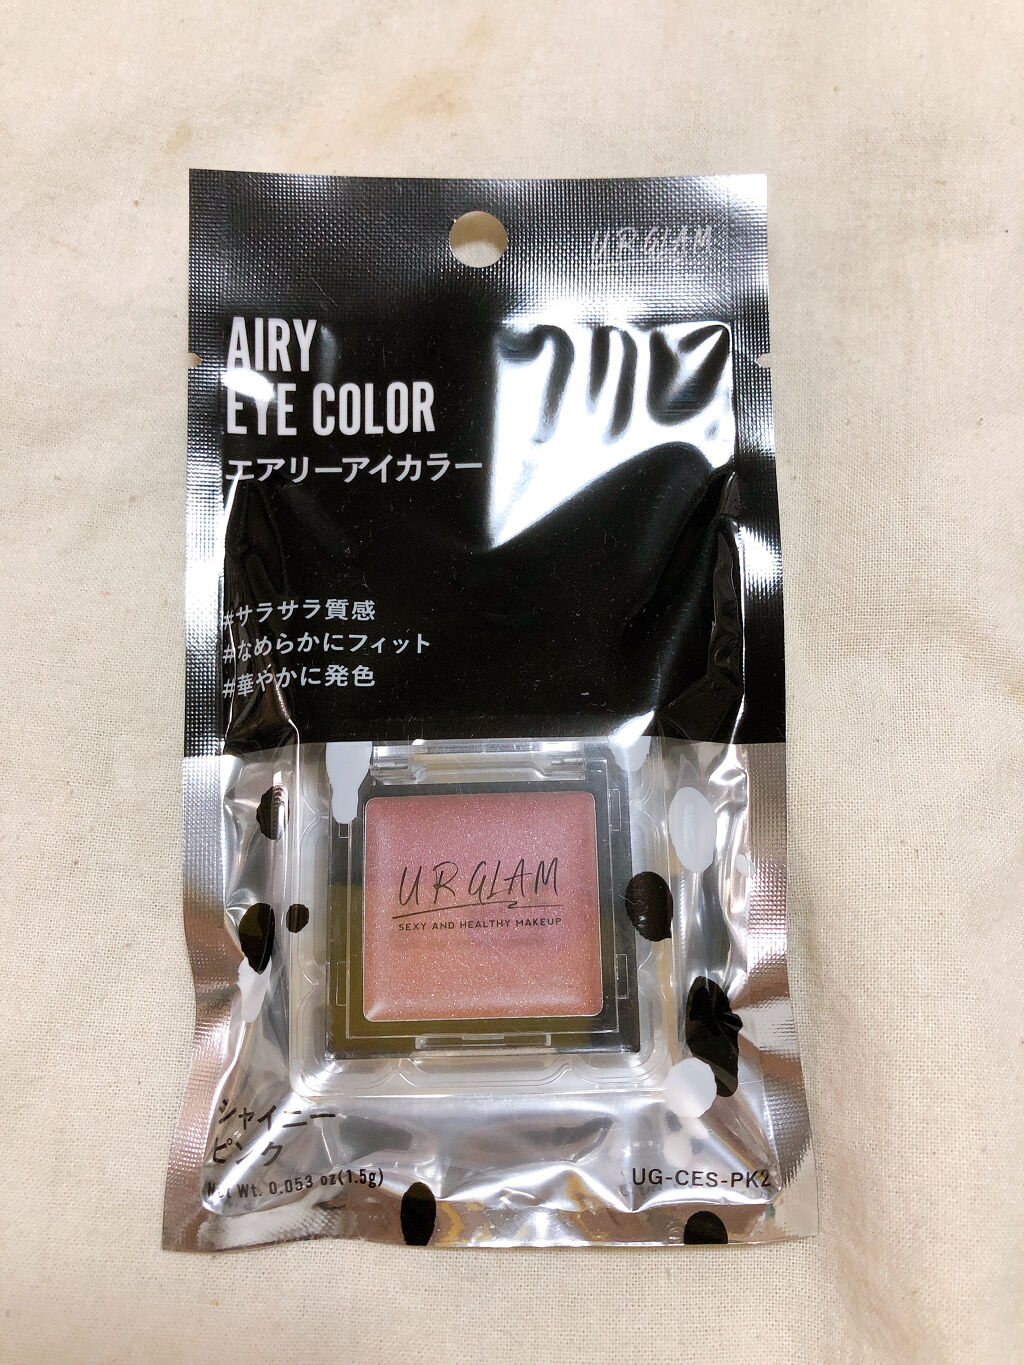 UR GLAM
AIRY
EYE COLOR
エアリーアイカラー
#サラサラ質感
#なめらかにフィット
#華やかに発色
UR GLAM
SEXY AND HEALTHY MAKEUP
シャイニー
ピンク
Net Wt. 0.053 oz(1.5g)
UG-CES-PK2